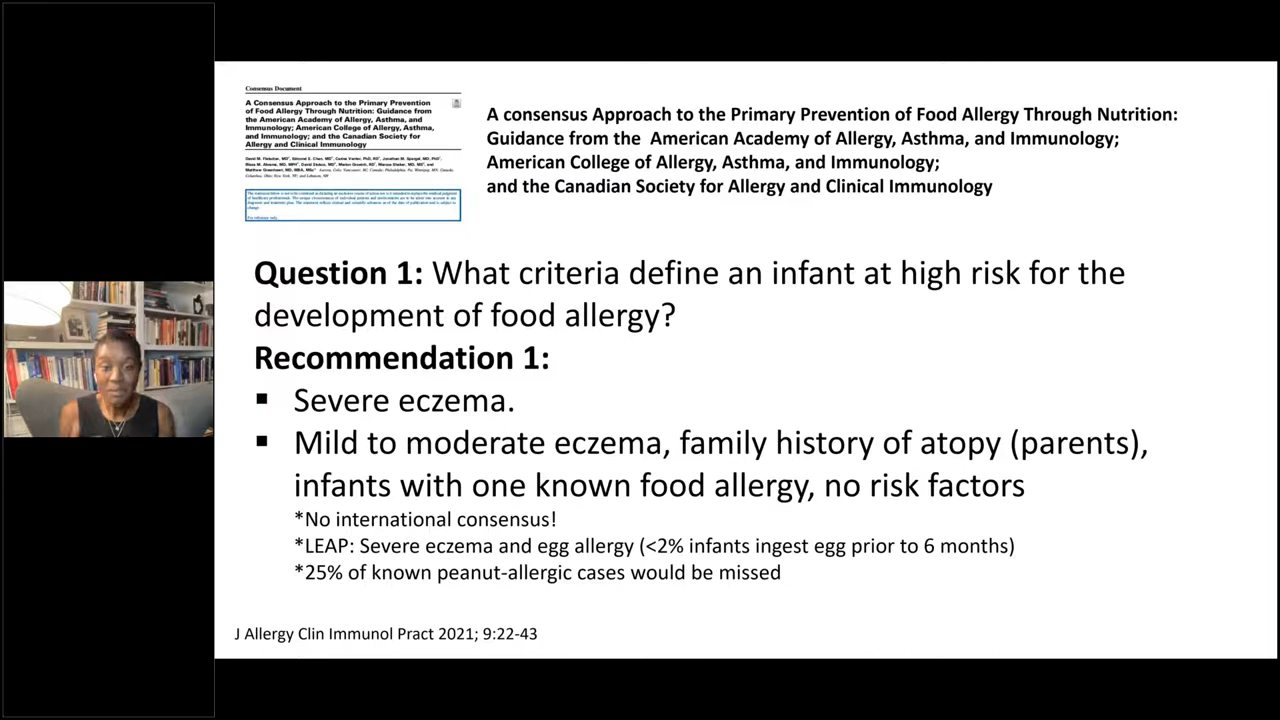 Consensus Document
A Consensus Approach to the Primary Prevention
of Food Allergy Through Nutrition: Guidance from
the American Academy of Allergy, Asthma, and
Immunology; American College of Allergy, Asthma,
and Immunology; and the Canadian Society for
Allergy and Clinical Immunology
A consensus Approach to the Primary Prevention of Food Allergy Through Nutrition:
Guidance from the American Academy of Allergy, Asthma, and Immunology;
American College of Allergy, Asthma, and Immunology;
and the Canadian Society for Allergy and Clinical Immunology
Question 1: What criteria define an infant at high risk for the
development of food allergy?
Recommendation 1:
▪ Severe eczema.
▪ Mild to moderate eczema, family history of atopy (parents),
infants with one known food allergy, no risk factors
*No international consensus!
*LEAP: Severe eczema and egg allergy (<2% infants ingest egg prior to 6 months)
*25% of known peanut-allergic cases would be missed
J Allergy Clin Immunol Pract 2021; 9:22-43